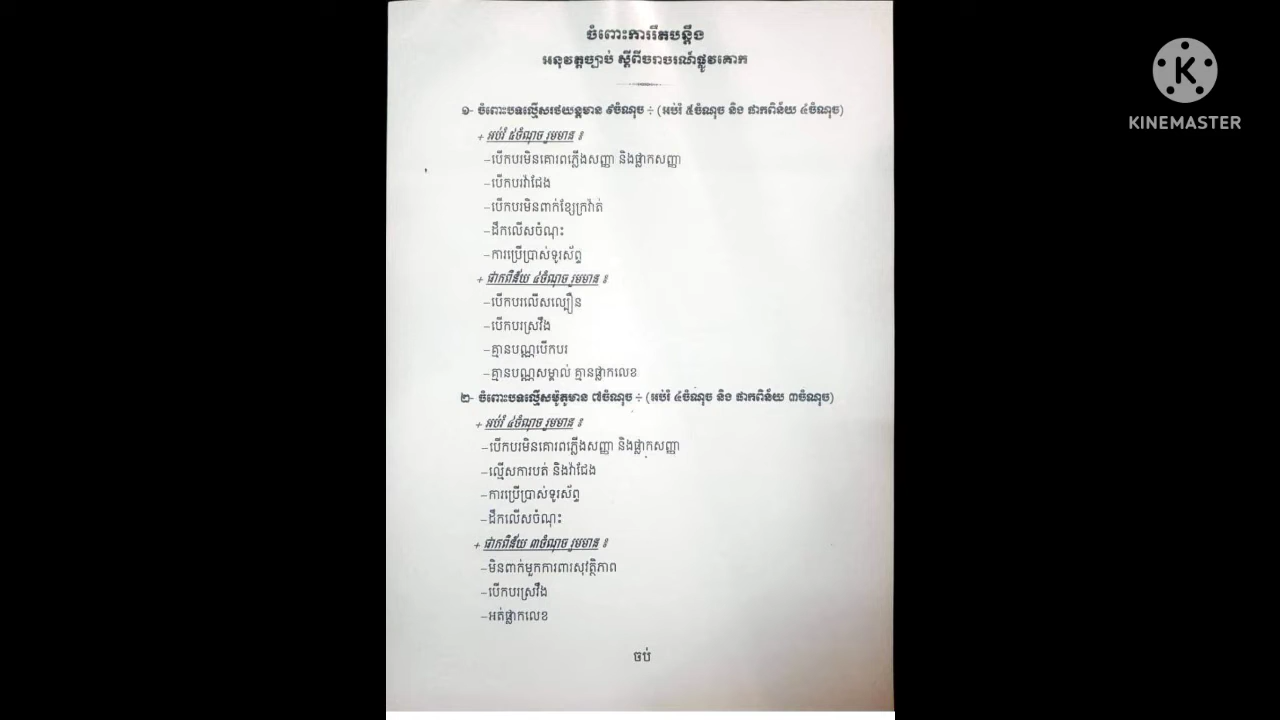 ចំពោះការរឹតបន្តឹង
អនុវត្តច្បាប់ ស្តីពីចរាចរណ៍ផ្លូវគោក
១- ចំពោះបទល្មើសរថយន្តមាន ៩ចំណុច ÷ (អប់រំ ៥ចំណុច និង ផាកពិន័យ ៤ចំណុច)
+ អប់រំ ៥ចំណុច រួមមាន ៖
–បើកបរមិនគោរពភ្លើងសញ្ញា និងផ្លាកសញ្ញា
–បើកបរវ៉ាជែង
–បើកបរមិនពាក់ខ្សែក្រវ៉ាត់
–ដឹកលើសចំណុះ
–ការប្រើប្រាស់ទូរស័ព្ទ
+ ផាកពិន័យ ៤ចំណុច រួមមាន ៖
–បើកបរលើសល្បឿន
–បើកបរស្រវឹង
–គ្មានបណ្ណបើកបរ
–គ្មានបណ្ណសម្គាល់ គ្មានផ្លាកលេខ
២- ចំពោះបទល្មើសម៉ូតូមាន ៧ចំណុច ÷ (អប់រំ ៤ចំណុច និង ផាកពិន័យ ៣ចំណុច)
+ អប់រំ ៤ចំណុច រួមមាន ៖
–បើកបរមិនគោរពភ្លើងសញ្ញា និងផ្លាកសញ្ញា
–ល្មើសការបត់ និងវ៉ាជែង
–ការប្រើប្រាស់ទូរស័ព្ទ
–ដឹកលើសចំណុះ
+ ផាកពិន័យ ៣ចំណុច រួមមាន ៖
–មិនពាក់មួកការពារសុវត្ថិភាព
–បើកបរស្រវឹង
–អត់ផ្លាកលេខ
ចប់
K
KINEMASTER